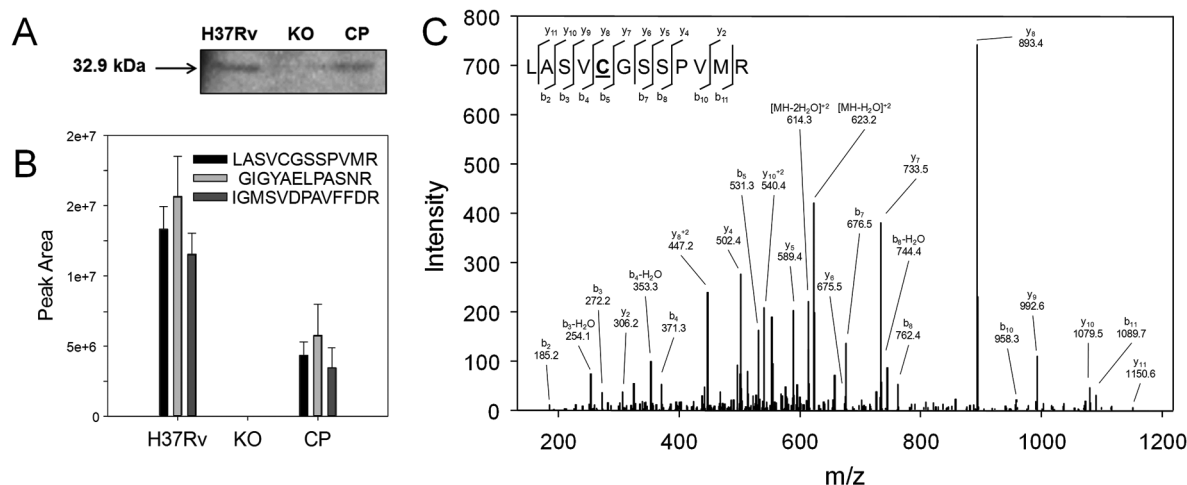 A
H37Rv KO CP
32.9 kDa
B
2e+7
2e+7
1e+7
5e+6
0
Peak Area
LASVCGSSPVMR
GIGYAELPASNR
IGMSVDPAVFFDR
H37Rv KO CP
C
800
700
600
500
400
300
200
100
0
Intensity
y11 y10 y9 y8 y7 y6 y5 y4 y2
LASVCGSSPVMR
b2 b3 b4 b5 b7 b8 b10 b11
y8
893.4
[MH-2H2O]+2
614.3
[MH-H2O]+2
623.2
b5
531.3
y10+2
540.4
y7
733.5
b7
676.5
y8+2
447.2
y4
502.4
y5
589.4
b8-H2O
744.4
b4-H2O
353.3
y6
675.5
b3
272.2
y2
306.2
b4
371.3
b3-H2O
254.1
b2
185.2
b8
762.4
y9
992.6
b10
958.3
y10
1079.5
b11
1089.7
y11
1150.6
200 400 600 800 1000 1200
m/z